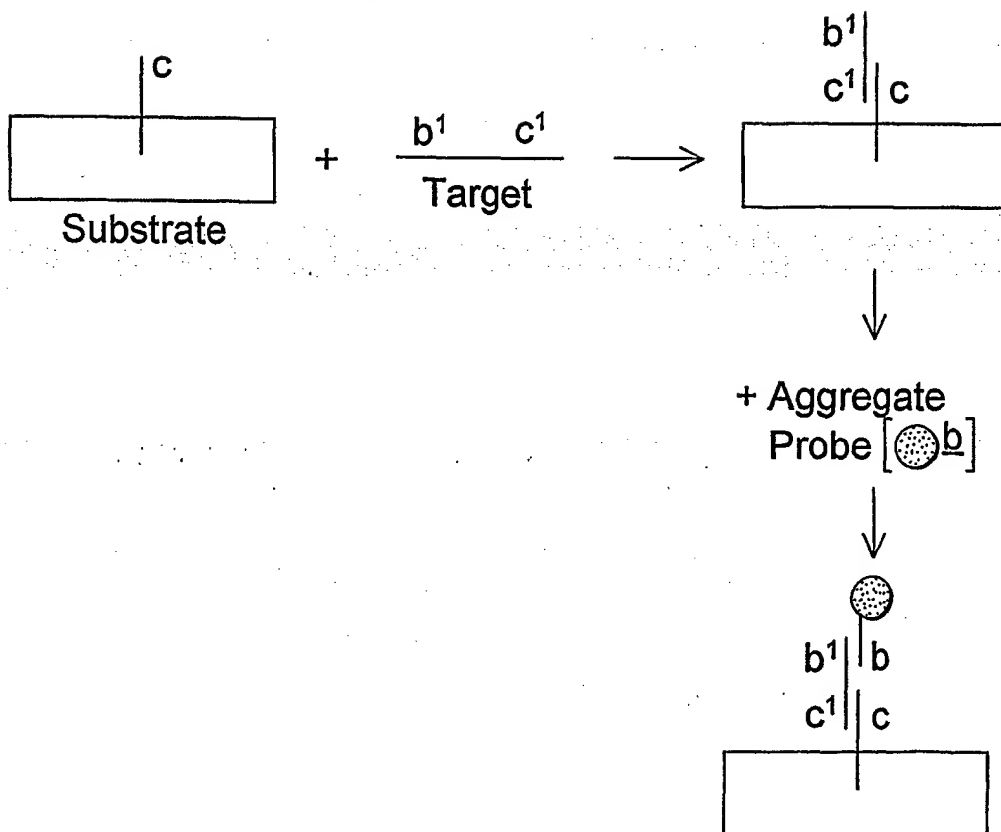 c
Substrate
+
b¹ c¹
Target
b¹
c¹ c
+ Aggregate
Probe [b]
b¹ b
c¹ c